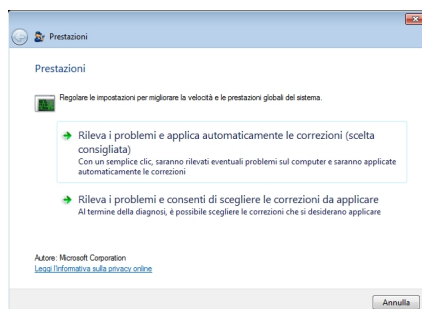 Prestazioni
Prestazioni
Regolare le impostazioni per migliorare la velocità e le prestazioni globali del sistema.
Rileva i problemi e applica automaticamente le correzioni (scelta
consigliata)
Con un semplice clic, saranno rilevati eventuali problemi sul computer e saranno applicate
automaticamente le correzioni
Rileva i problemi e consenti di scegliere le correzioni da applicare
Al termine della diagnosi, è possibile scegliere le correzioni che si desiderano applicare
Autore: Microsoft Corporation
Leggi l'informativa sulla privacy online
Annulla